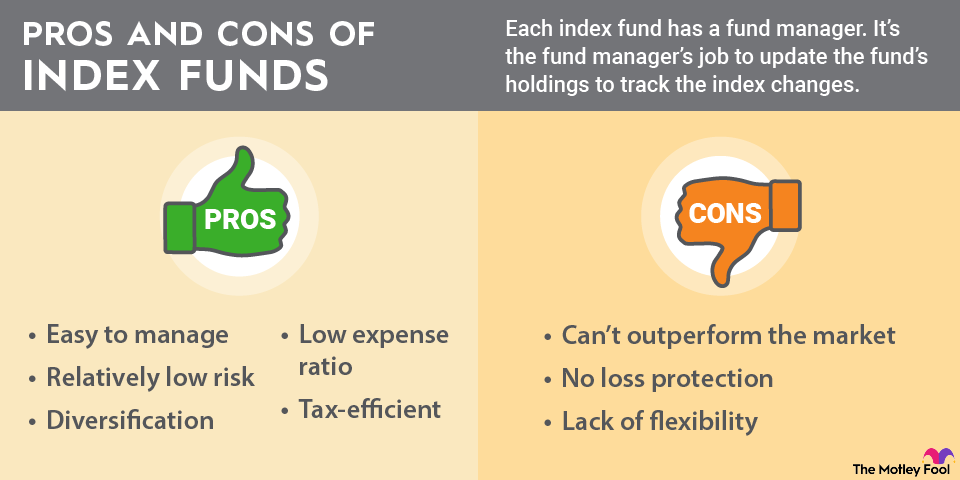 PROS AND CONS OF
INDEX FUNDS
Each index fund has a fund manager. It’s
the fund manager’s job to update the fund’s
holdings to track the index changes.
PROS
• Easy to manage
• Relatively low risk
• Diversification
• Low expense
ratio
• Tax-efficient
CONS
• Can’t outperform the market
• No loss protection
• Lack of flexibility
The Motley Fool